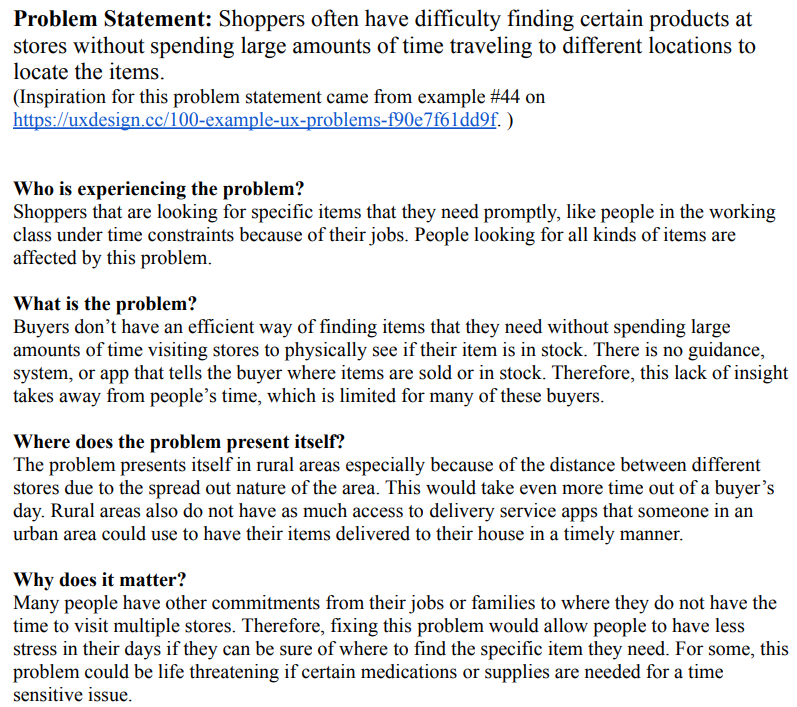 Problem Statement: Shoppers often have difficulty finding certain products at
stores without spending large amounts of time traveling to different locations to
locate the items.
(Inspiration for this problem statement came from example #44 on
https://uxdesign.cc/100-example-ux-problems-f90e7f61dd9f. )
Who is experiencing the problem?
Shoppers that are looking for specific items that they need promptly, like people in the working
class under time constraints because of their jobs. People looking for all kinds of items are
affected by this problem.
What is the problem?
Buyers don’t have an efficient way of finding items that they need without spending large
amounts of time visiting stores to physically see if their item is in stock. There is no guidance,
system, or app that tells the buyer where items are sold or in stock. Therefore, this lack of insight
takes away from people’s time, which is limited for many of these buyers.
Where does the problem present itself?
The problem presents itself in rural areas especially because of the distance between different
stores due to the spread out nature of the area. This would take even more time out of a buyer’s
day. Rural areas also do not have as much access to delivery service apps that someone in an
urban area could use to have their items delivered to their house in a timely manner.
Why does it matter?
Many people have other commitments from their jobs or families to where they do not have the
time to visit multiple stores. Therefore, fixing this problem would allow people to have less
stress in their days if they can be sure of where to find the specific item they need. For some, this
problem could be life threatening if certain medications or supplies are needed for a time
sensitive issue.